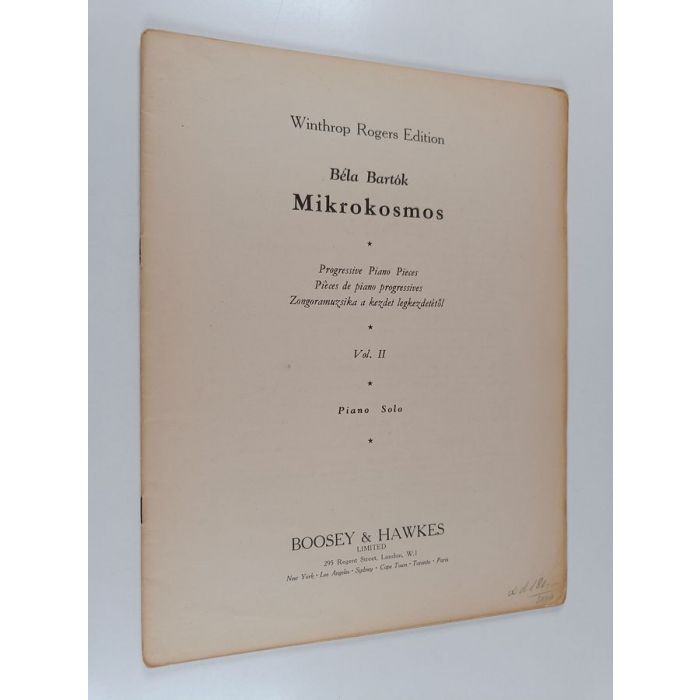 Winthrop Rogers Edition
Béla Bartók
Mikrokosmos
Progressive Piano Pieces
Pièces de piano progressives
Zongoramuzsika a kezdet legkezdetétől
Vol. II
Piano Solo
BOOSEY & HAWKES
LIMITED
295 Regent Street, London, W.1
New York · Los Angeles · Sydney · Cape Town · Toronto · Paris